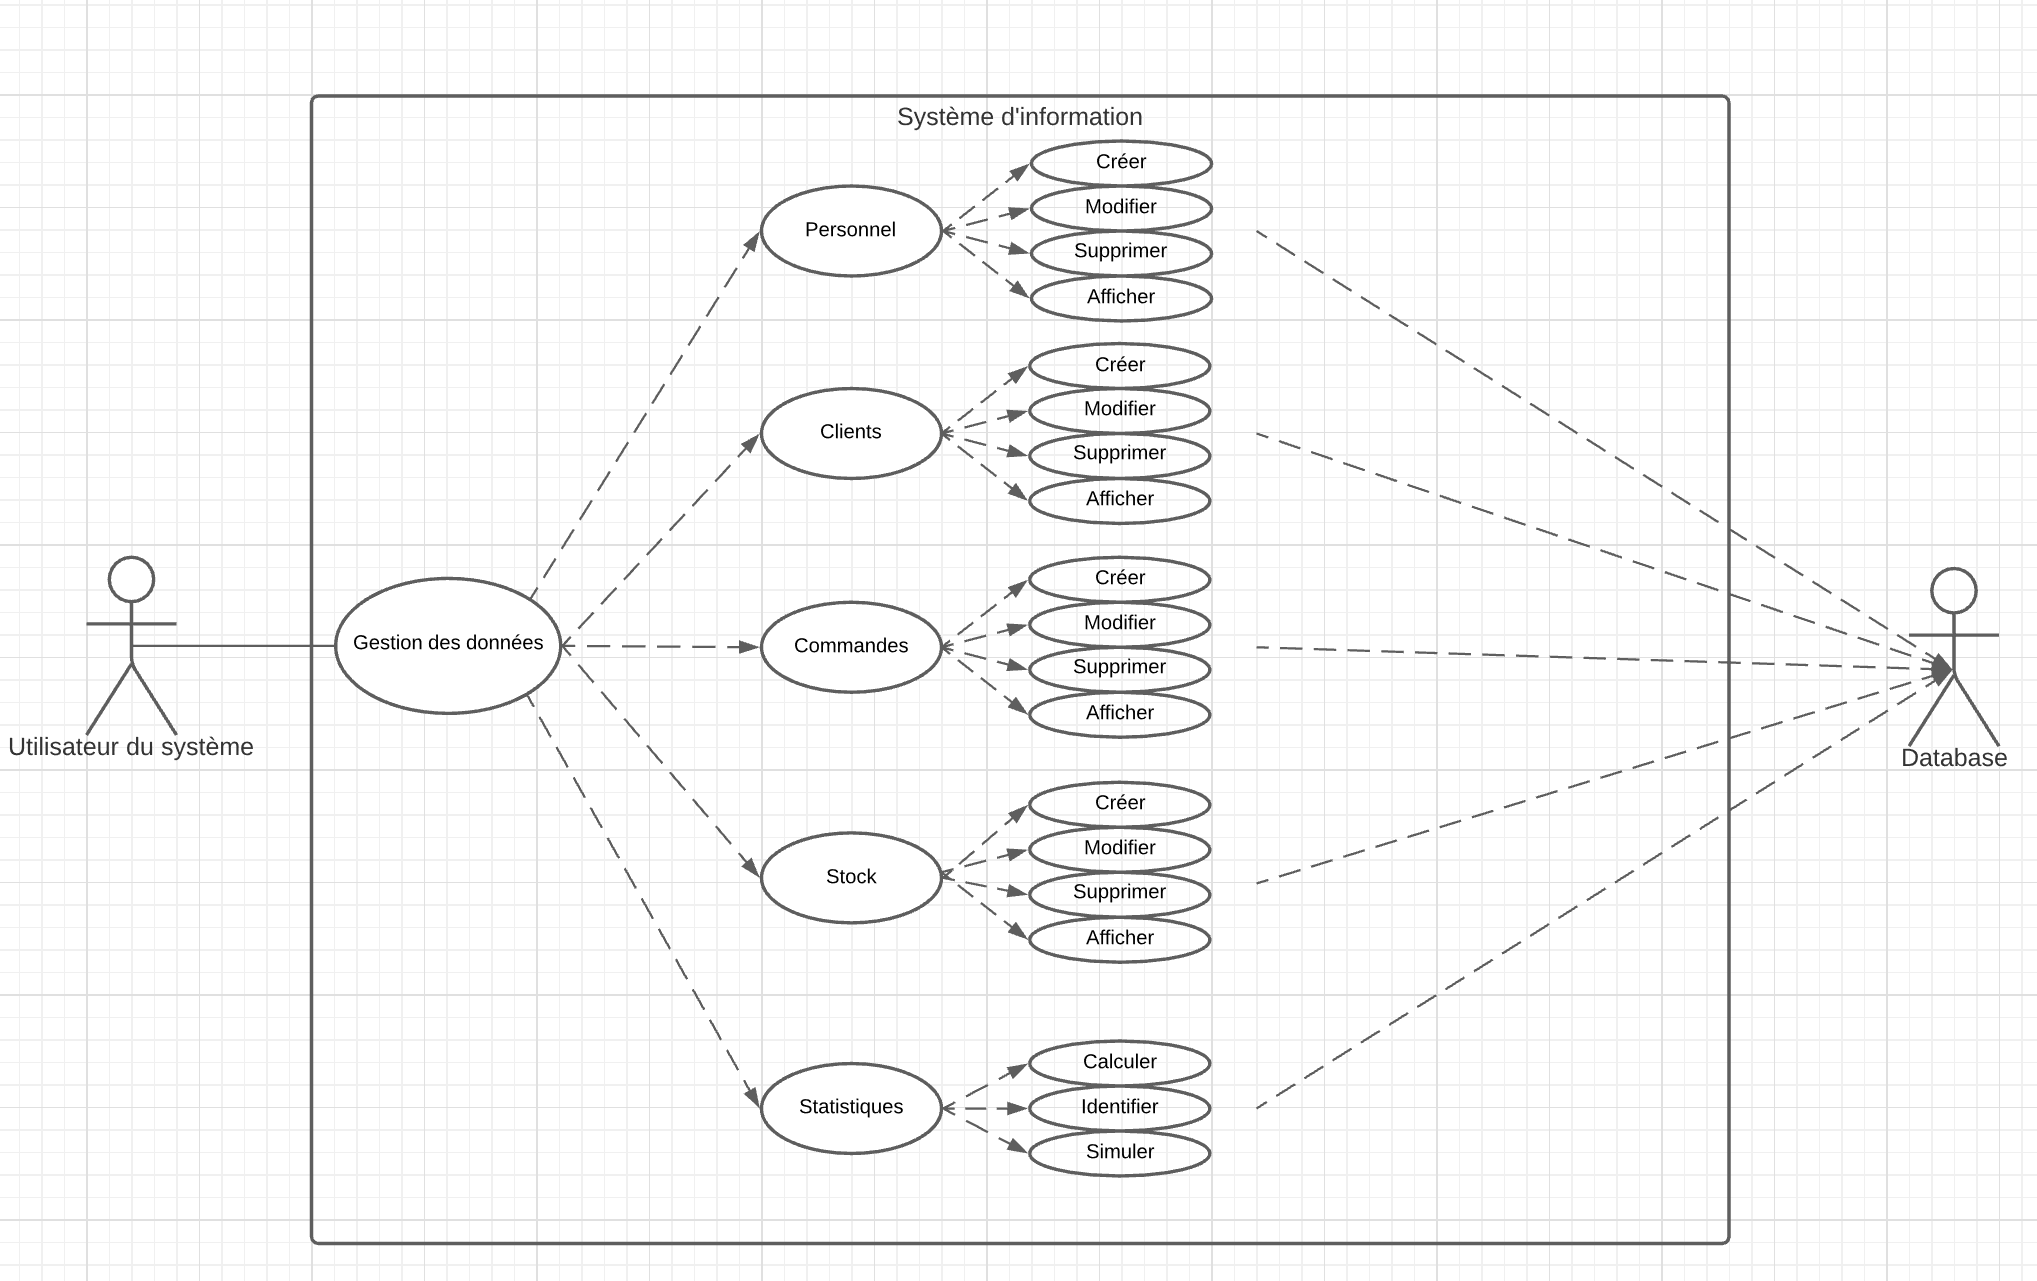 Système d'information
Créer
Modifier
Personnel
Supprimer
Afficher
Créer
Modifier
Clients
Supprimer
Afficher
Créer
Modifier
Gestion des données
Commandes
Supprimer
Afficher
Utilisateur du système
Database
Créer
Modifier
Stock
Supprimer
Afficher
Calculer
Statistiques
Identifier
Simuler